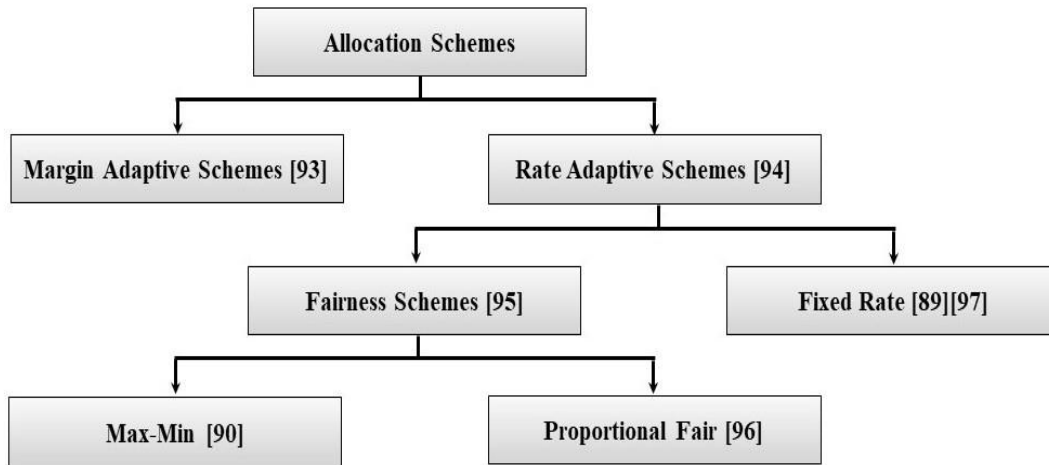 Allocation Schemes
Margin Adaptive Schemes [93]
Rate Adaptive Schemes [94]
Fairness Schemes [95]
Fixed Rate [89][97]
Max-Min [90]
Proportional Fair [96]